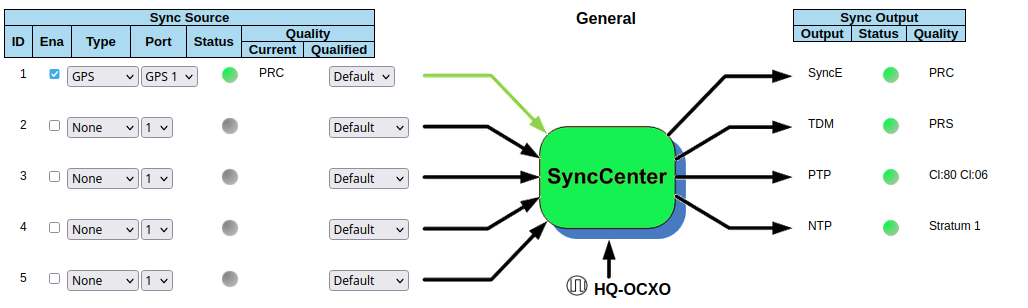 Sync Source
General
Sync Output
ID Ena Type Port Status Quality
Current Qualified
Output Status Quality
1 GPS GPS 1 PRC Default
SyncE PRC
2 None 1 Default
TDM PRS
3 None 1 Default
SyncCenter
PTP Cl:80 Cl:06
4 None 1 Default
NTP Stratum 1
5 None 1 Default
HQ-OCXO